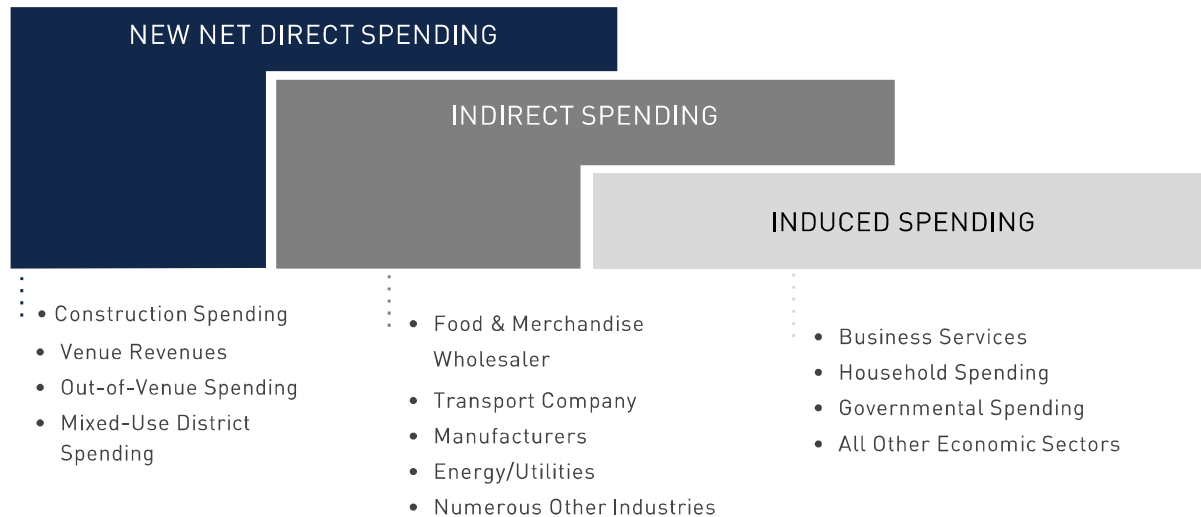 NEW NET DIRECT SPENDING
INDIRECT SPENDING
INDUCED SPENDING
• Construction Spending
• Venue Revenues
• Out-of-Venue Spending
• Mixed-Use District
Spending
• Food & Merchandise
Wholesaler
• Transport Company
• Manufacturers
• Energy/Utilities
• Numerous Other Industries
• Business Services
• Household Spending
• Governmental Spending
• All Other Economic Sectors